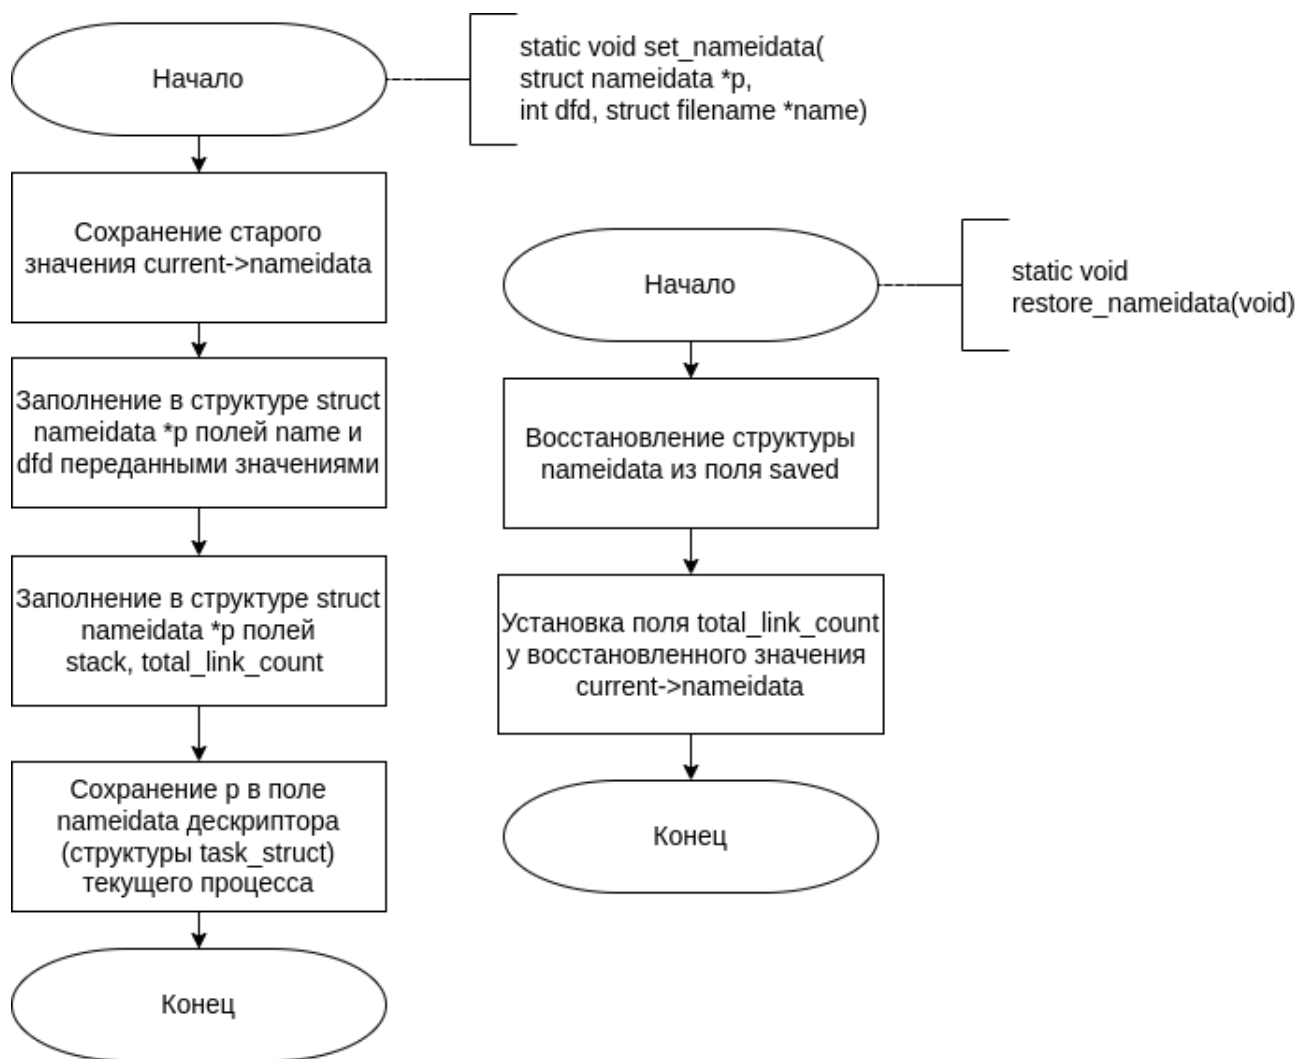 Начало
static void set_nameidata(
struct nameidata *p,
int dfd, struct filename *name)
Сохранение старого
значения current->nameidata
Заполнение в структуре struct
nameidata *p полей name и
dfd переданными значениями
Заполнение в структуре struct
nameidata *p полей
stack, total_link_count
Сохранение p в поле
nameidata дескриптора
(структуры task_struct)
текущего процесса
Конец
Начало
static void
restore_nameidata(void)
Восстановление структуры
nameidata из поля saved
Установка поля total_link_count
у восстановленного значения
current->nameidata
Конец